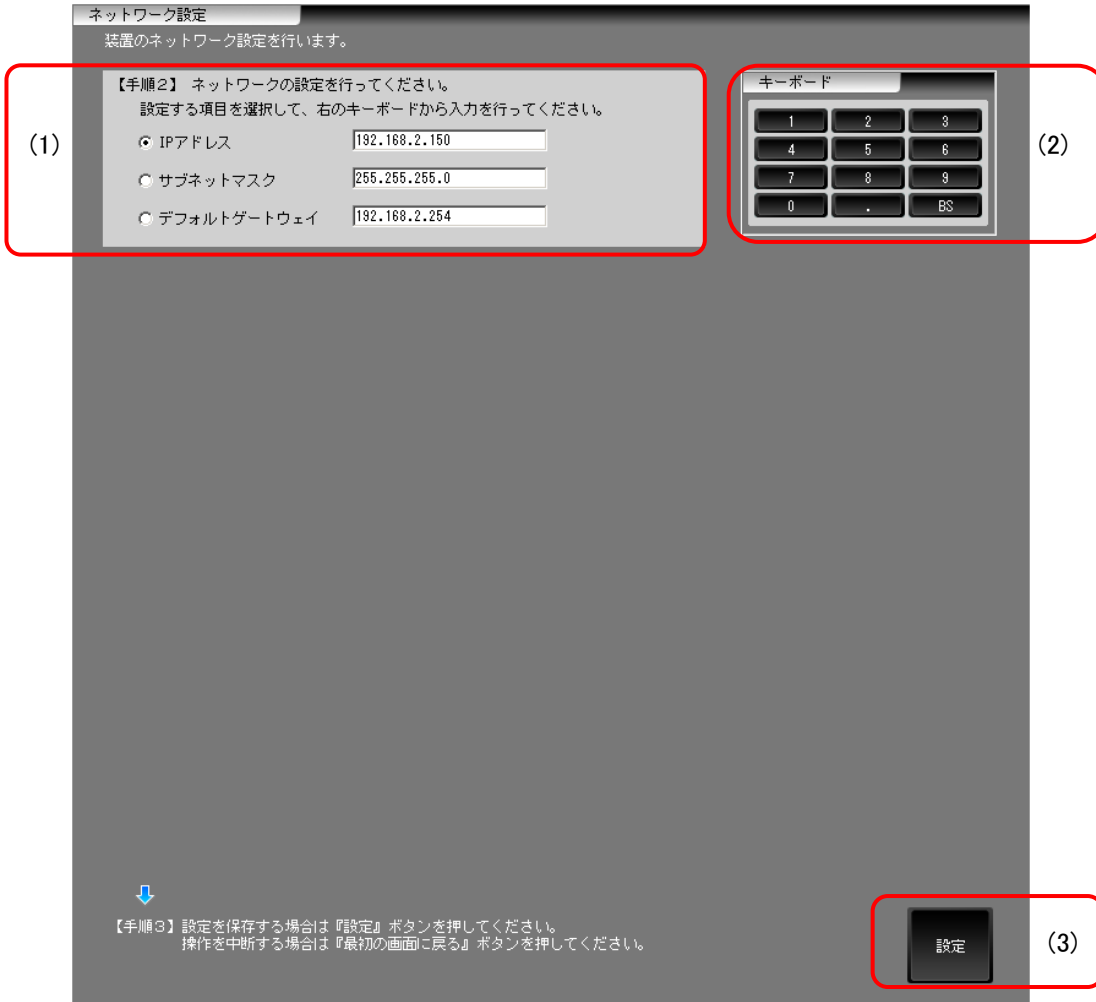 ネットワーク設定
装置のネットワーク設定を行います。
【手順２】 ネットワークの設定を行ってください。
設定する項目を選択して、右のキーボードから入力を行ってください。
(1)
IPアドレス 192.168.2.150
サブネットマスク 255.255.255.0
デフォルトゲートウェイ 192.168.2.254
キーボード
1 2 3
4 5 6
7 8 9
0 . BS
(2)
【手順３】設定を保存する場合は『設定』ボタンを押してください。
操作を中断する場合は『最初の画面に戻る』ボタンを押してください。
設定
(3)